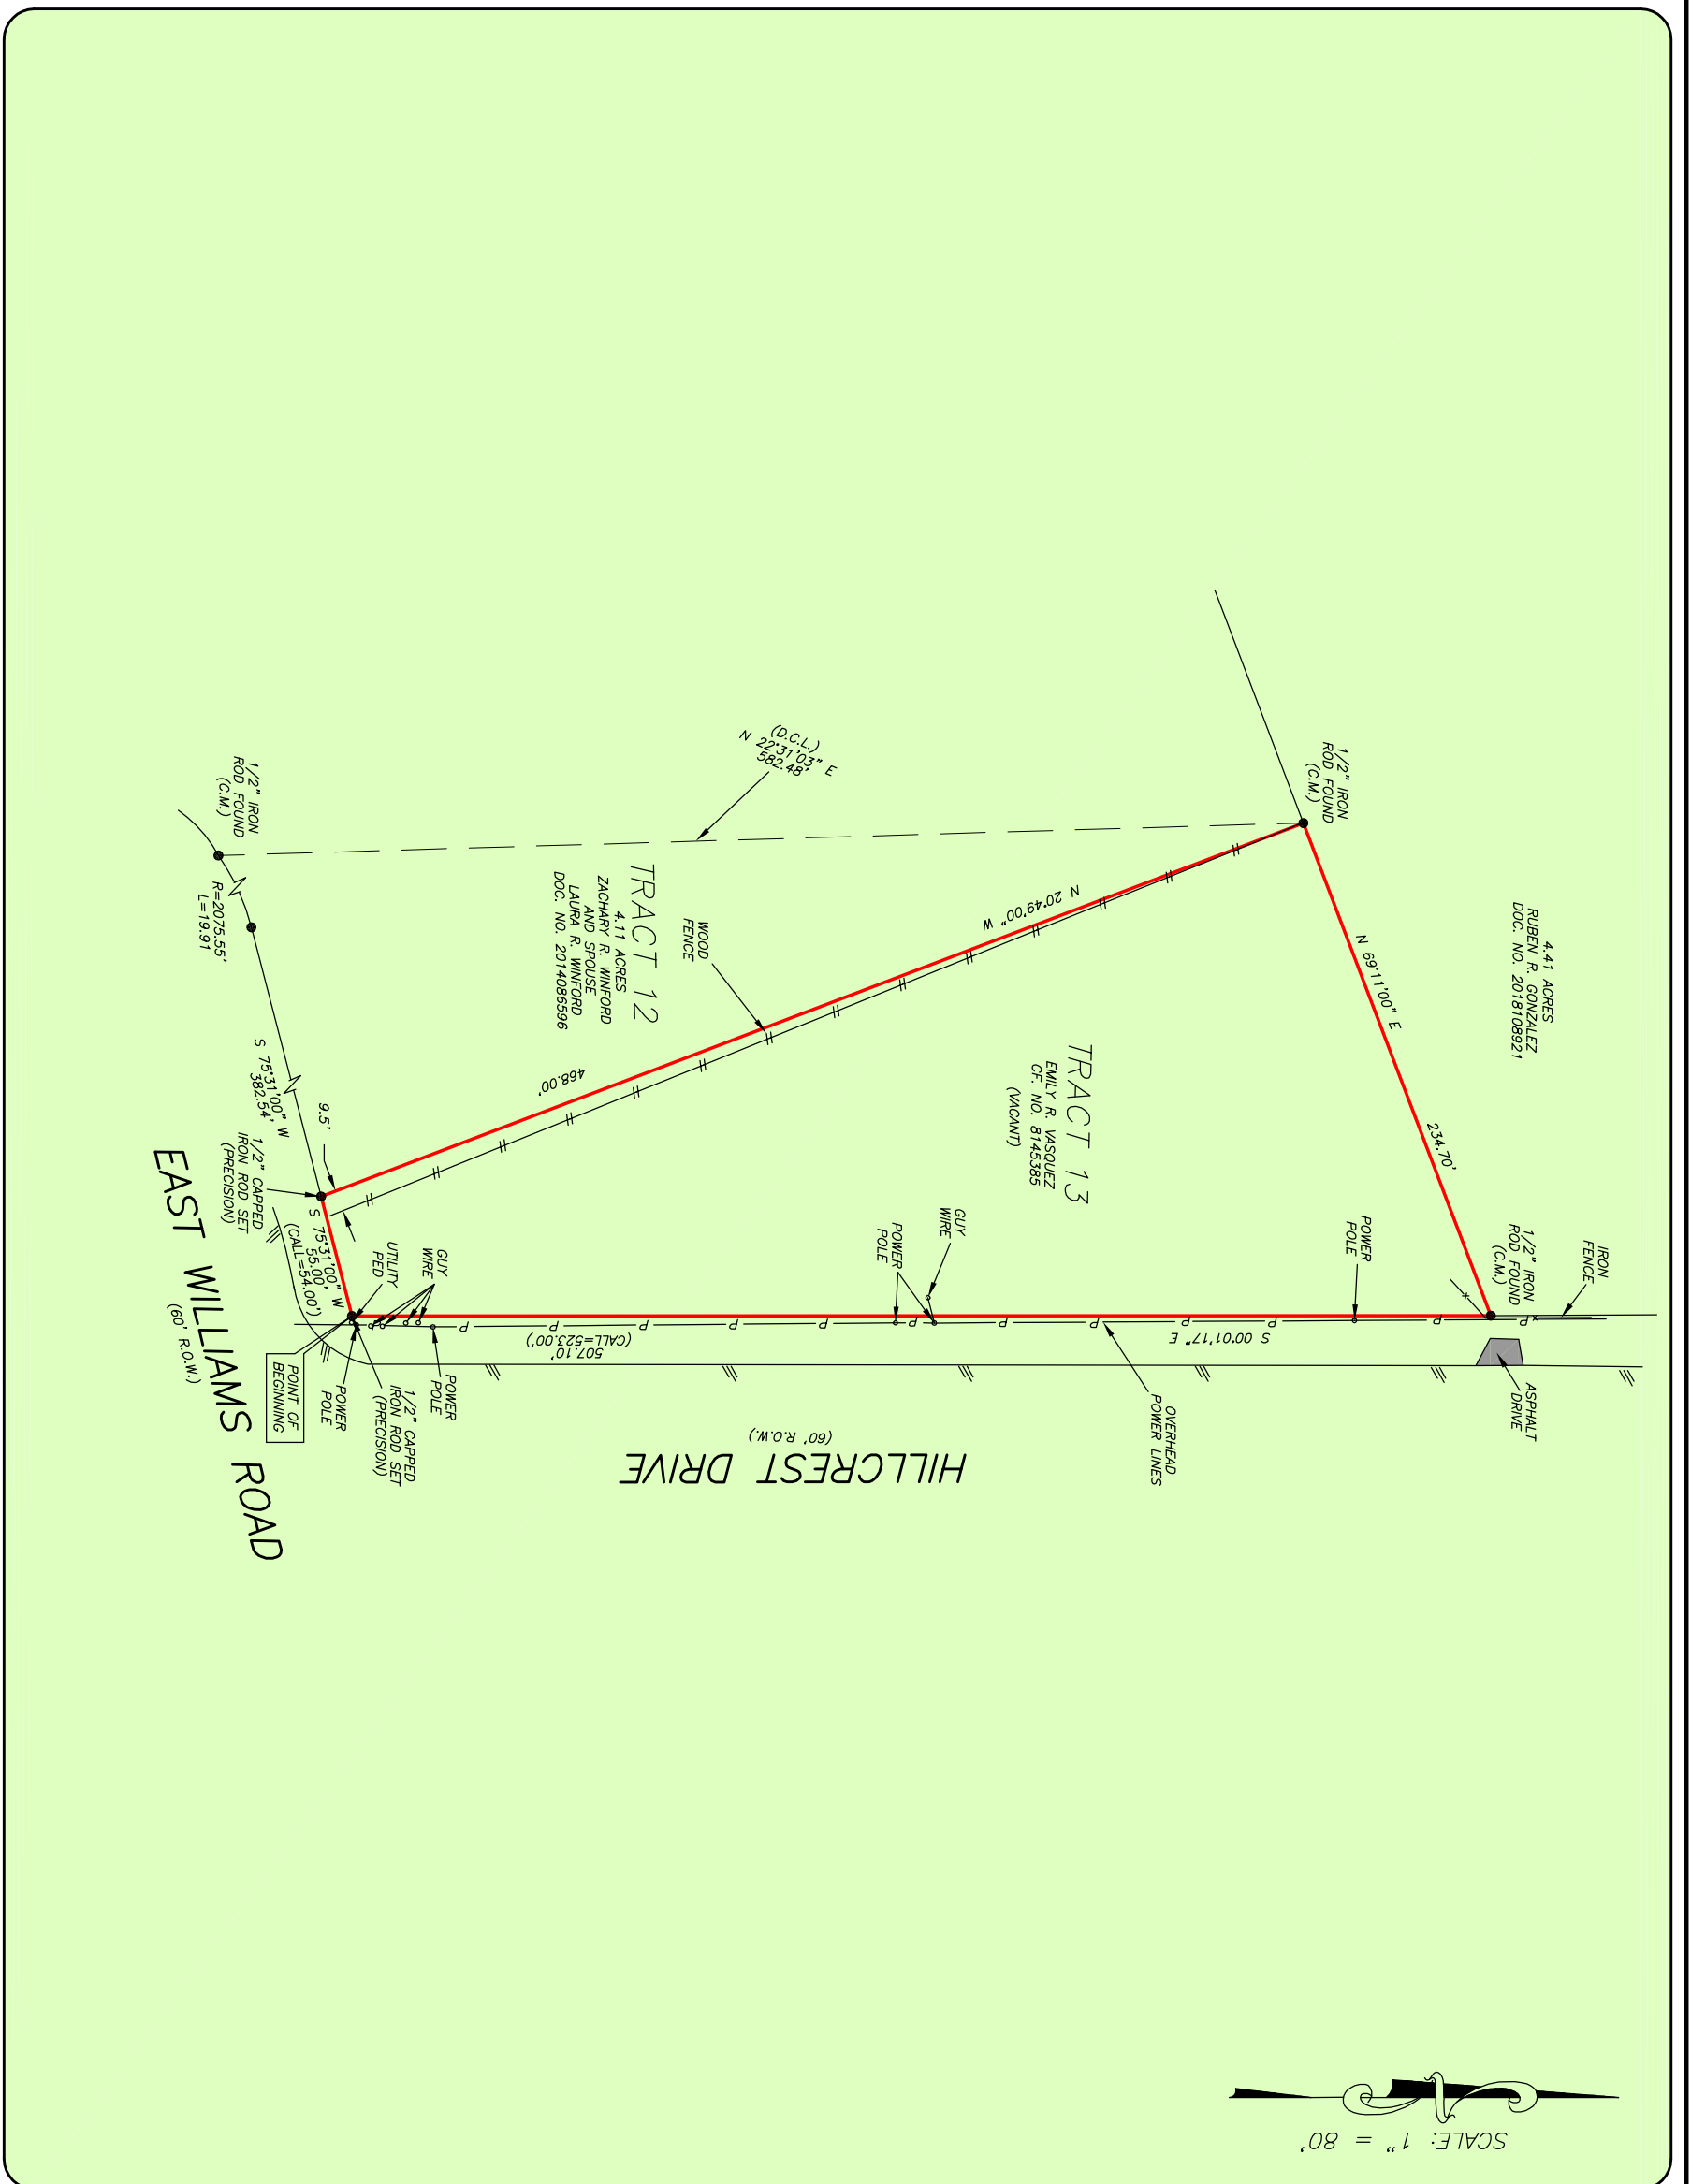 4.41 ACRES
RUBEN R. GONZALEZ
DOC. NO. 2018108921
IRON
FENCE
1/2" IRON
ROD FOUND
(C.M.)
1/2" IRON
ROD FOUND
(C.M.)
ASPHALT
DRIVE
N 69°11'00" E
234.70'
POWER
POLE
OVERHEAD
POWER LINES
S 00°01'17" E
TRACT 13
EMILY R. VASQUEZ
CF. NO. 8145385
(VACANT)
N 20°49'00" W
468.00'
GUY
WIRE
POWER
POLE
HILLCREST DRIVE
(60' R.O.W.)
(D.C.L.)
N 22°31'03" E
582.48'
WOOD
FENCE
TRACT 12
4.11 ACRES
ZACHARY R. WINFORD
AND SPOUSE
LAURA R. WINFORD
DOC. NO. 2014086596
507.10'
(CALL=523.00')
GUY
WIRE
UTILITY
PED
POWER
POLE
1/2" CAPPED
IRON ROD SET
(PRECISION)
POWER
POLE
POINT OF
BEGINNING
9.5'
S 75°31'00" W
55.00'
(CALL=54.00')
1/2" CAPPED
IRON ROD SET
(PRECISION)
S 75°31'00" W
382.54'
1/2" IRON
ROD FOUND
(C.M.)
R=2075.55'
L=19.91
EAST WILLIAMS ROAD
(60' R.O.W.)
P P P P P P P P P P P P P
N
SCALE: 1" = 80'